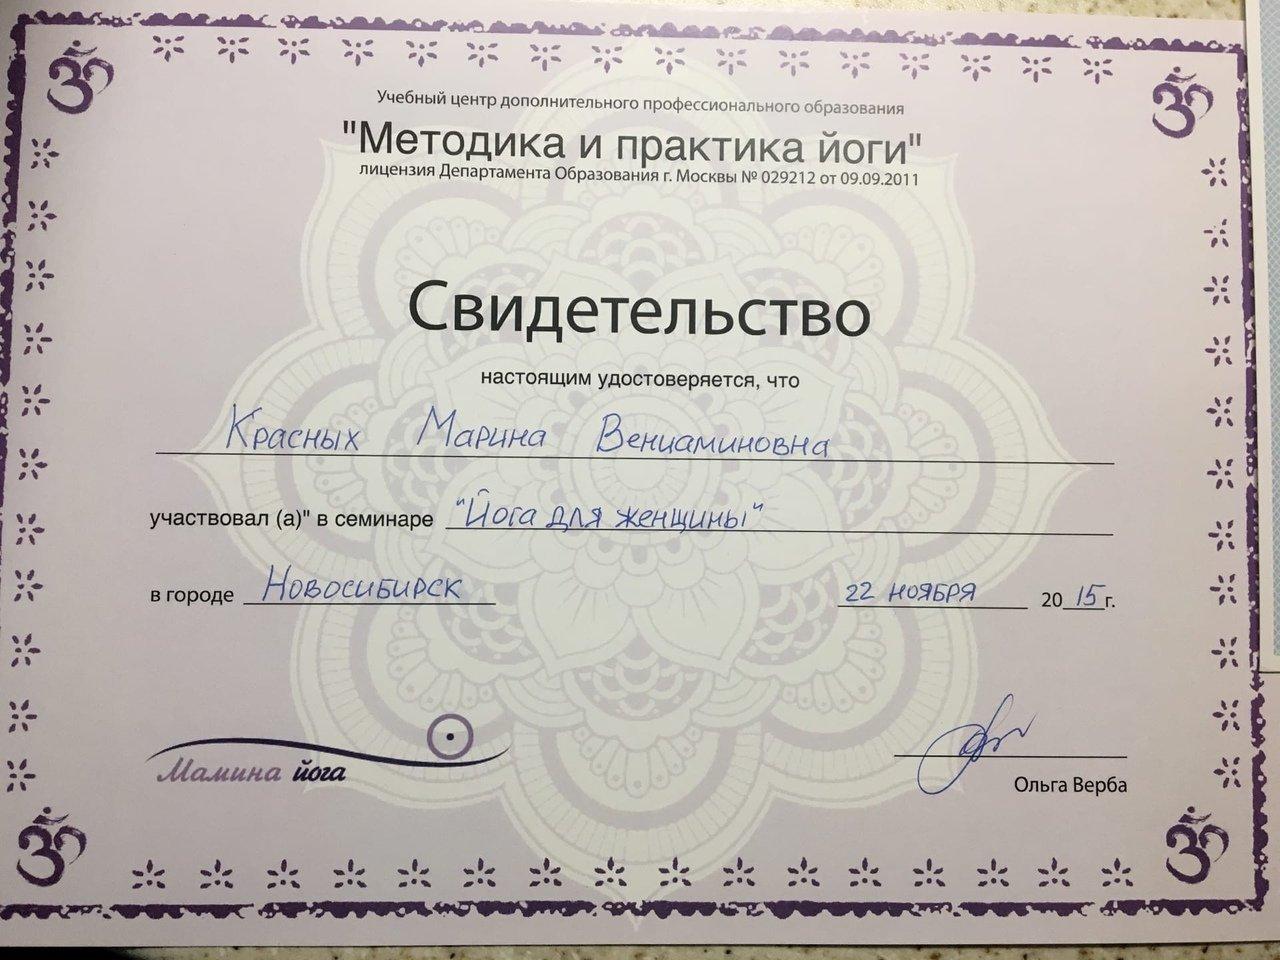 Учебный центр дополнительного профессионального образования
"Методика и практика йоги"
лицензия Департамента Образования г. Москвы № 029212 от 09.09.2011
Свидетельство
настоящим удостоверяется, что
Красных Марина Вениаминовна
участвовал (а)" в семинаре "Йога для женщины"
в городе Новосибирск 22 ноября 2015 г.
Мамина йога
Ольга Верба